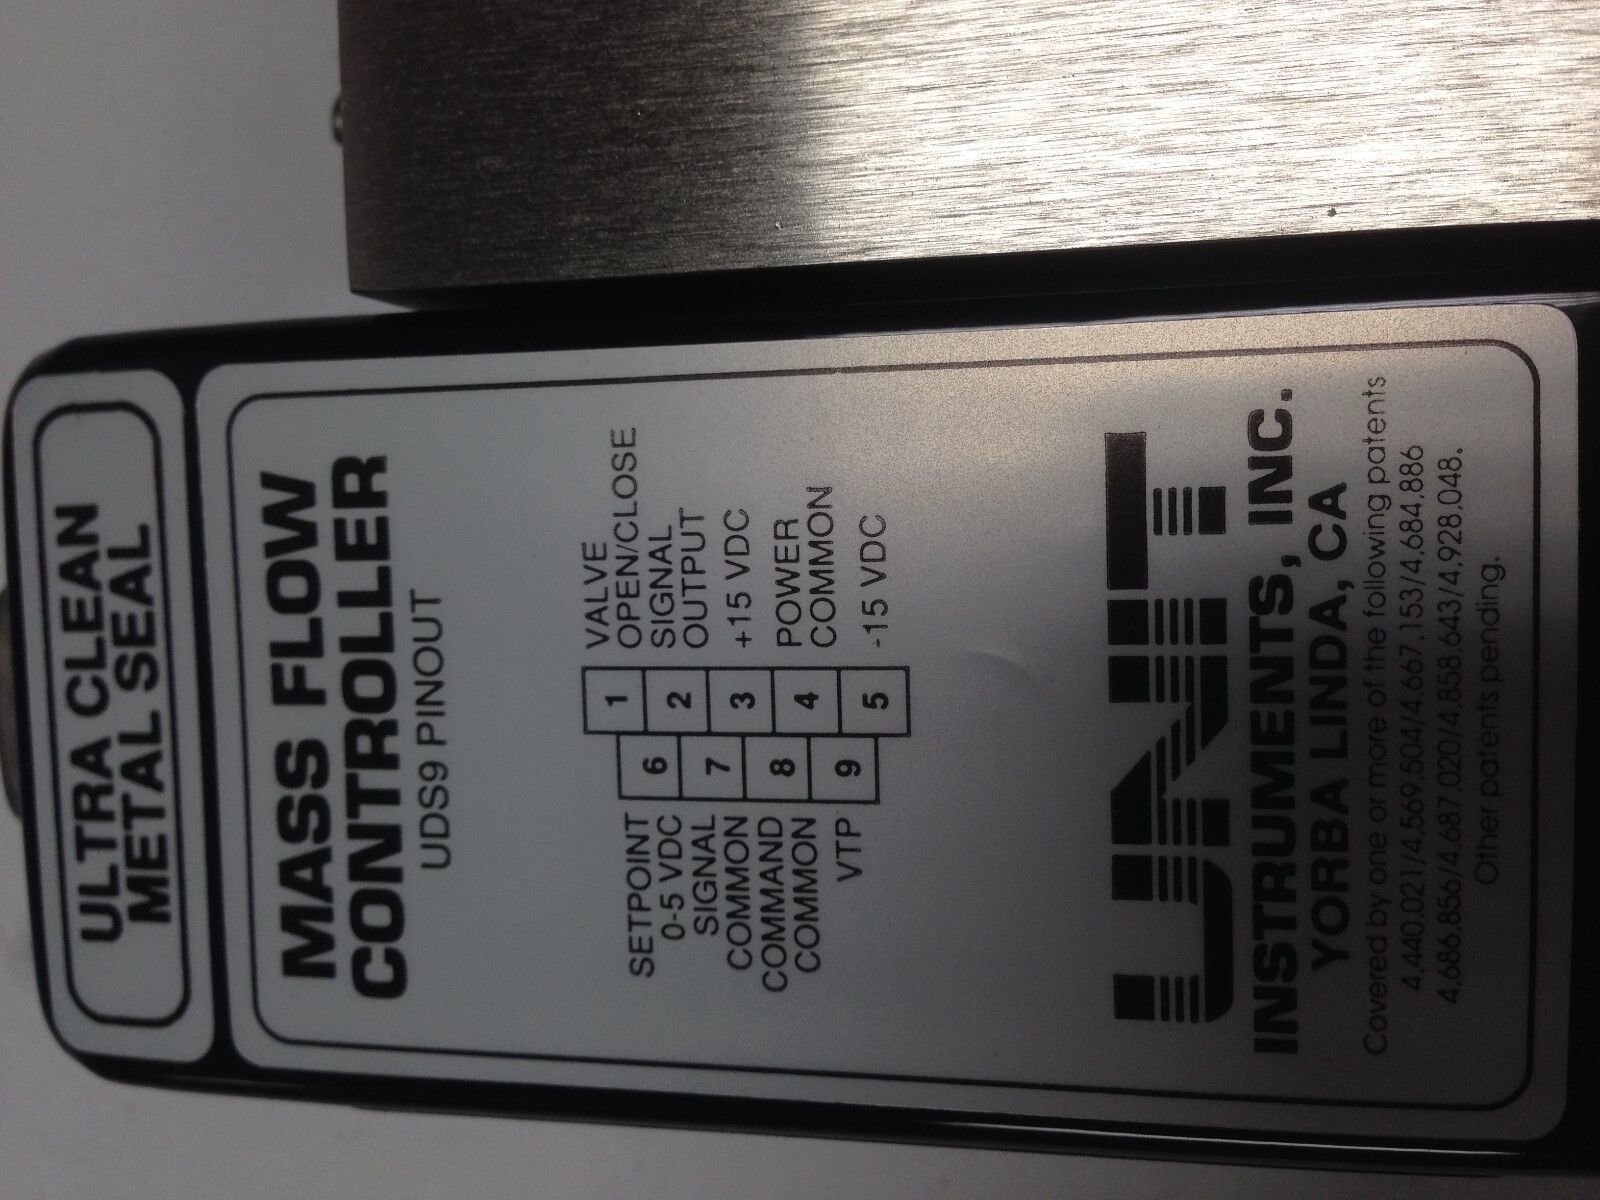 ULTRA CLEAN
METAL SEAL
MASS FLOW
CONTROLLER
UDS9 PINOUT
SETPOINT
0-5 VDC
SIGNAL
COMMON
COMMAND
COMMON
VTP
6
7
8
9
1
2
3
4
5
VALVE
OPEN/CLOSE
SIGNAL
OUTPUT
+15 VDC
POWER
COMMON
-15 VDC
UNIT
INSTRUMENTS, INC.
YORBA LINDA, CA
Covered by one or more of the following patents
4,440,021/4,569,504/4,667,153/4,684,886
4,686,856/4,687,020/4,858,643/4,928,048.
Other patents pending.